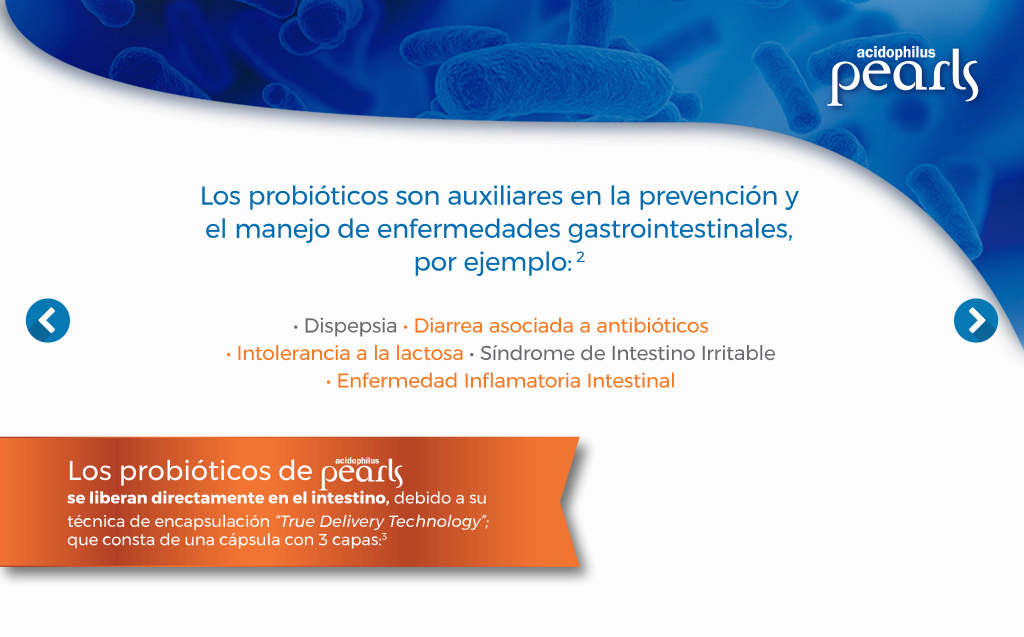 acidophilus
pearls
Los probióticos son auxiliares en la prevención y
el manejo de enfermedades gastrointestinales,
por ejemplo: 2
• Dispepsia • Diarrea asociada a antibióticos
• Intolerancia a la lactosa • Síndrome de Intestino Irritable
• Enfermedad Inflamatoria Intestinal
Los probióticos de acidophilus pearls
se liberan directamente en el intestino, debido a su
técnica de encapsulación “True Delivery Technology”;
que consta de una cápsula con 3 capas:3